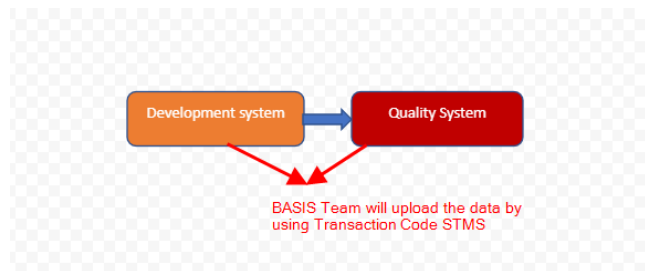 Development system
Quality System
BASIS Team will upload the data by
using Transaction Code STMS